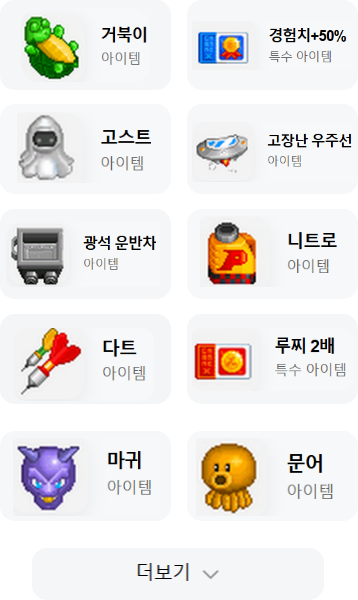 거북이
아이템
경험치+50%
특수 아이템
고스트
아이템
고장난 우주선
아이템
광석 운반차
아이템
니트로
아이템
다트
아이템
루찌 2배
특수 아이템
마귀
아이템
문어
아이템
더보기